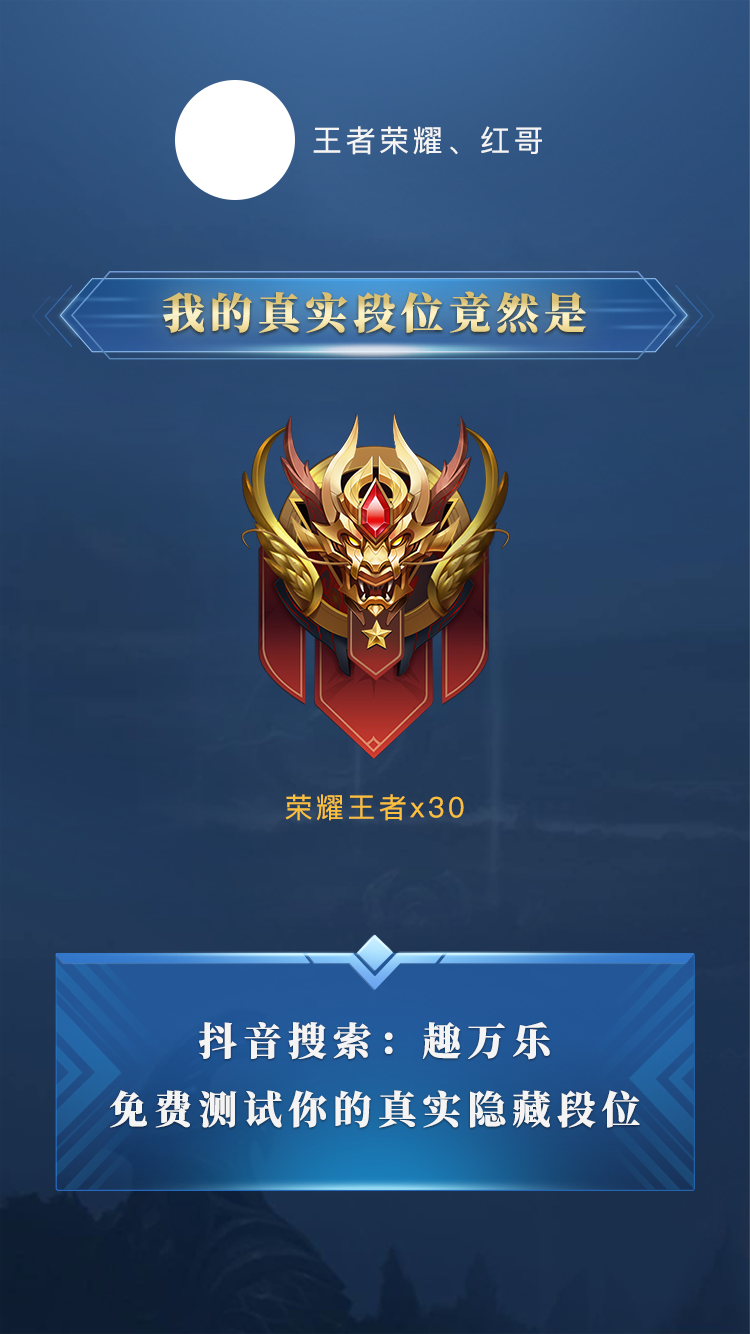 王者荣耀、红哥
我的真实段位竟然是
荣耀王者x30
抖音搜索：趣万乐
免费测试你的真实隐藏段位